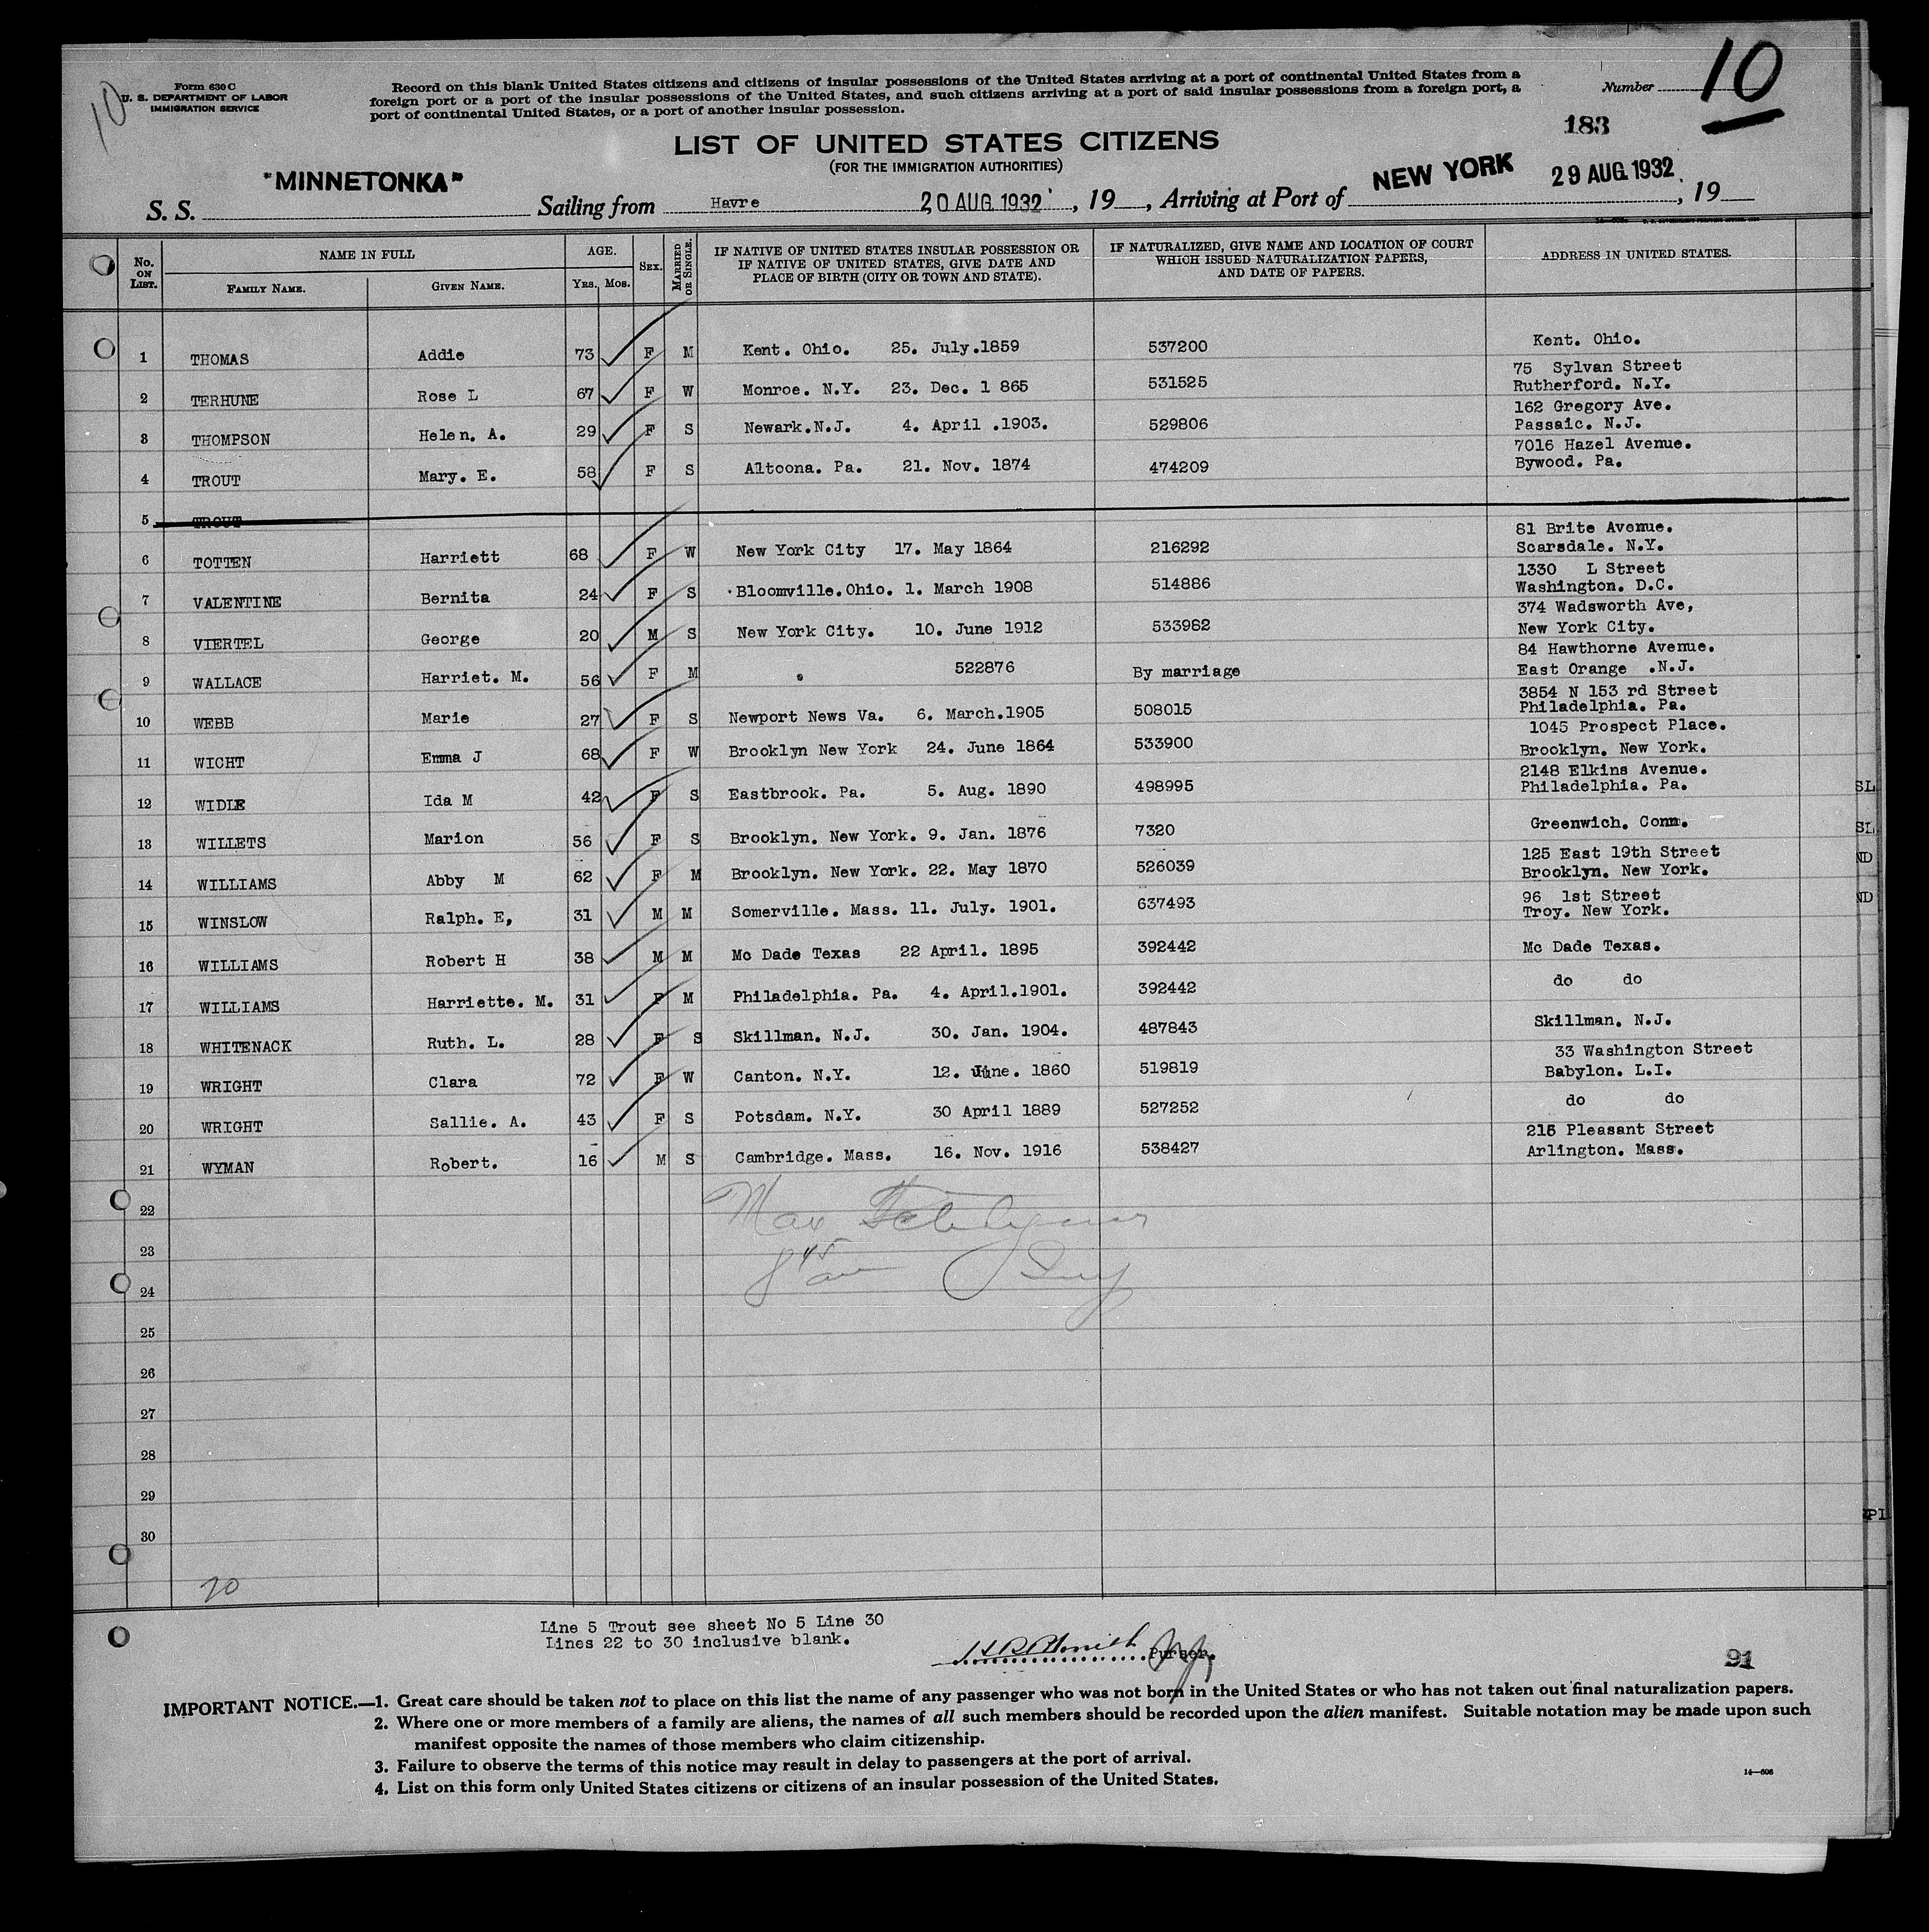 10
Form 630 C
U. S. DEPARTMENT OF LABOR
IMMIGRATION SERVICE
Record on this blank United States citizens and citizens of insular possessions of the United States arriving at a port of continental United States from a
foreign port or a port of the insular possessions of the United States, and such citizens arriving at a port of said insular possessions from a foreign port, a
port of continental United States, or a port of another insular possession.
Number 10
183
LIST OF UNITED STATES CITIZENS
(FOR THE IMMIGRATION AUTHORITIES)
S. S. "MINNETONKA" Sailing from Havre 20 AUG 1932, 19 , Arriving at Port of NEW YORK 29 AUG 1932, 19
No. ON LIST. NAME IN FULL FAMILY NAME. GIVEN NAME. AGE. YRS. MOS. SEX. MARRIED OR SINGLE. IF NATIVE OF UNITED STATES INSULAR POSSESSION OR IF NATIVE OF UNITED STATES, GIVE DATE AND PLACE OF BIRTH (CITY OR TOWN AND STATE). IF NATURALIZED, GIVE NAME AND LOCATION OF COURT WHICH ISSUED NATURALIZATION PAPERS, AND DATE OF PAPERS. ADDRESS IN UNITED STATES.
1 THOMAS Addie 73 F M Kent. Ohio. 25. July.1859 537200 Kent. Ohio.
2 TERHUNE Rose L 67 F W Monroe. N.Y. 23. Dec. 1 865 531525 75 Sylvan Street Rutherford. N.Y.
3 THOMPSON Helen. A. 29 F S Newark.N.J. 4. April .1903. 529806 162 Gregory Ave. Passaic. N.J.
4 TROUT Mary. E. 58 F S Altoona. Pa. 21. Nov. 1874 474209 7016 Hazel Avenue. Bywood. Pa.
5 TROUT
6 TOTTEN Harriett 68 F W New York City 17. May 1864 216292 81 Brite Avenue. Scarsdale. N.Y.
7 VALENTINE Bernita 24 F S Bloomville.Ohio. 1. March 1908 514886 1330 L Street Washington. D.C.
8 VIERTEL George 20 M S New York City. 10. June 1912 533982 374 Wadsworth Ave, New York City.
9 WALLACE Harriet. M. 56 F M 522876 By marriage 84 Hawthorne Avenue. East Orange .N.J.
10 WEBB Marie 27 F S Newport News Va. 6. March.1905 508015 3854 N 153 rd Street Philadelphia. Pa.
11 WICHT Emma J 68 F W Brooklyn New York 24. June 1864 533900 1045 Prospect Place. Brooklyn. New York.
12 WIDLE Ida M 42 F S Eastbrook. Pa. 5. Aug. 1890 498995 2148 Elkins Avenue. Philadelphia. Pa.
13 WILLETS Marion 56 F S Brooklyn. New York. 9. Jan. 1876 7320 Greenwich. Conn.
14 WILLIAMS Abby M 62 F M Brooklyn. New York. 22. May 1870 526039 125 East 19th Street Brooklyn. New York.
15 WINSLOW Ralph. E, 31 M M Somerville. Mass. 11. July. 1901. 637493 96 1st Street Troy. New York.
16 WILLIAMS Robert H 38 M M Mc Dade Texas 22 April. 1895 392442 Mc Dade Texas.
17 WILLIAMS Harriette. M. 31 F M Philadelphia. Pa. 4. April.1901. 392442 do do
18 WHITENACK Ruth. L. 28 F S Skillman. N.J. 30. Jan. 1904. 487843 Skillman. N.J.
19 WRIGHT Clara 72 F W Canton. N.Y. 12. June. 1860 519819 33 Washington Street Babylon. L.I.
20 WRIGHT Sallie. A. 43 F S Potsdam. N.Y. 30 April 1889 527252 do do
21 WYMAN Robert. 16 M S Cambridge. Mass. 16. Nov. 1916 538427 215 Pleasant Street Arlington. Mass.
22 Max
23
24
25
26
27
28
29
30
20
Line 5 Trout see sheet No 5 Line 30
Lines 22 to 30 inclusive blank.
Purser.
91
IMPORTANT NOTICE.—1. Great care should be taken not to place on this list the name of any passenger who was not born in the United States or who has not taken out final naturalization papers.
2. Where one or more members of a family are aliens, the names of all such members should be recorded upon the alien manifest. Suitable notation may be made upon such
manifest opposite the names of those members who claim citizenship.
3. Failure to observe the terms of this notice may result in delay to passengers at the port of arrival.
4. List on this form only United States citizens or citizens of an insular possession of the United States.
14—606